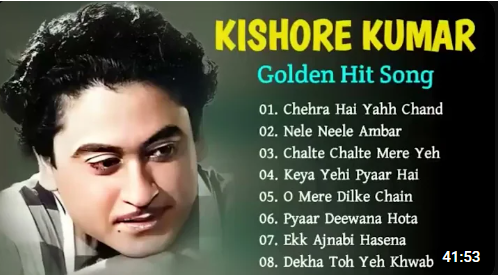 KISHORE KUMAR
Golden Hit Song
01. Chehra Hai Yahh Chand
02. Nele Neele Ambar
03. Chalte Chalte Mere Yeh
04. Keya Yehi Pyaar Hai
05. O Mere Dilke Chain
06. Pyaar Deewana Hota
07. Ekk Ajnabi Hasena
08. Dekha Toh Yeh Khwab
41:53